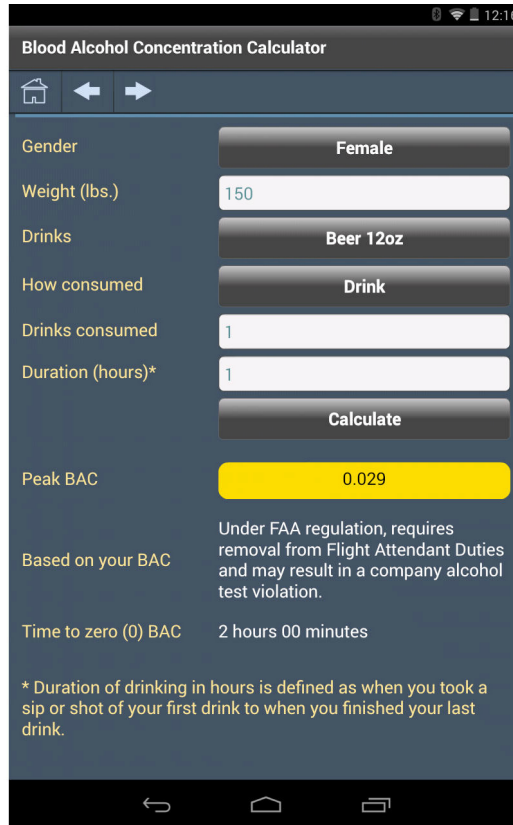 12:16
Blood Alcohol Concentration Calculator
Gender Female
Weight (lbs.) 150
Drinks Beer 12oz
How consumed Drink
Drinks consumed 1
Duration (hours)* 1
Calculate
Peak BAC 0.029
Based on your BAC
Under FAA regulation, requires
removal from Flight Attendant Duties
and may result in a company alcohol
test violation.
Time to zero (0) BAC 2 hours 00 minutes
* Duration of drinking in hours is defined as when you took a
sip or shot of your first drink to when you finished your last
drink.